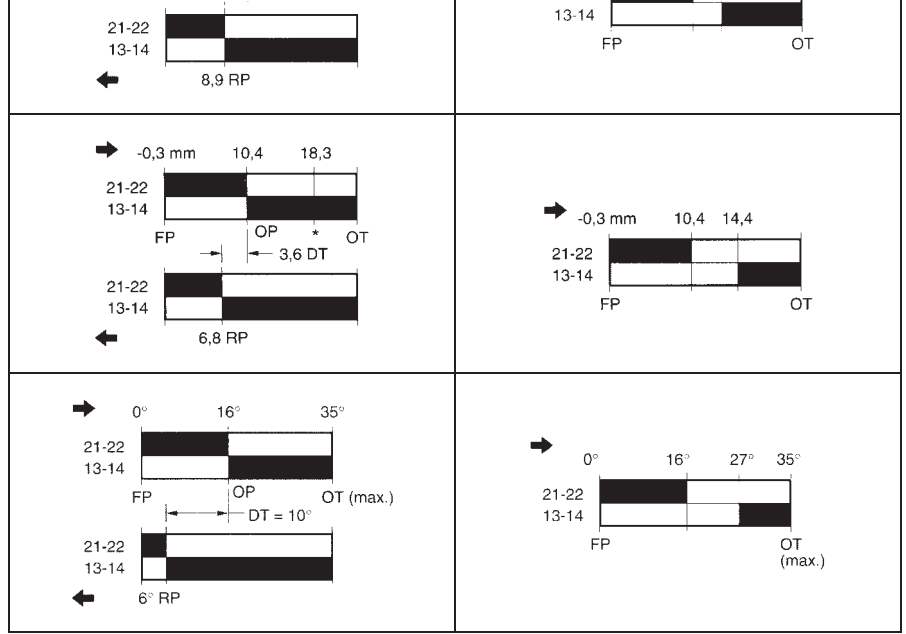 21-22
13-14
8,9 RP
13-14
FP OT
-0,3 mm 10,4 18,3
21-22
13-14
FP OP * OT
3,6 DT
21-22
13-14
6,8 RP
-0,3 mm 10,4 14,4
21-22
13-14
FP OT
0° 16° 35°
21-22
13-14
FP OP OT (max.)
DT = 10°
21-22
13-14
6° RP
0° 16° 27° 35°
21-22
13-14
FP OT
(max.)